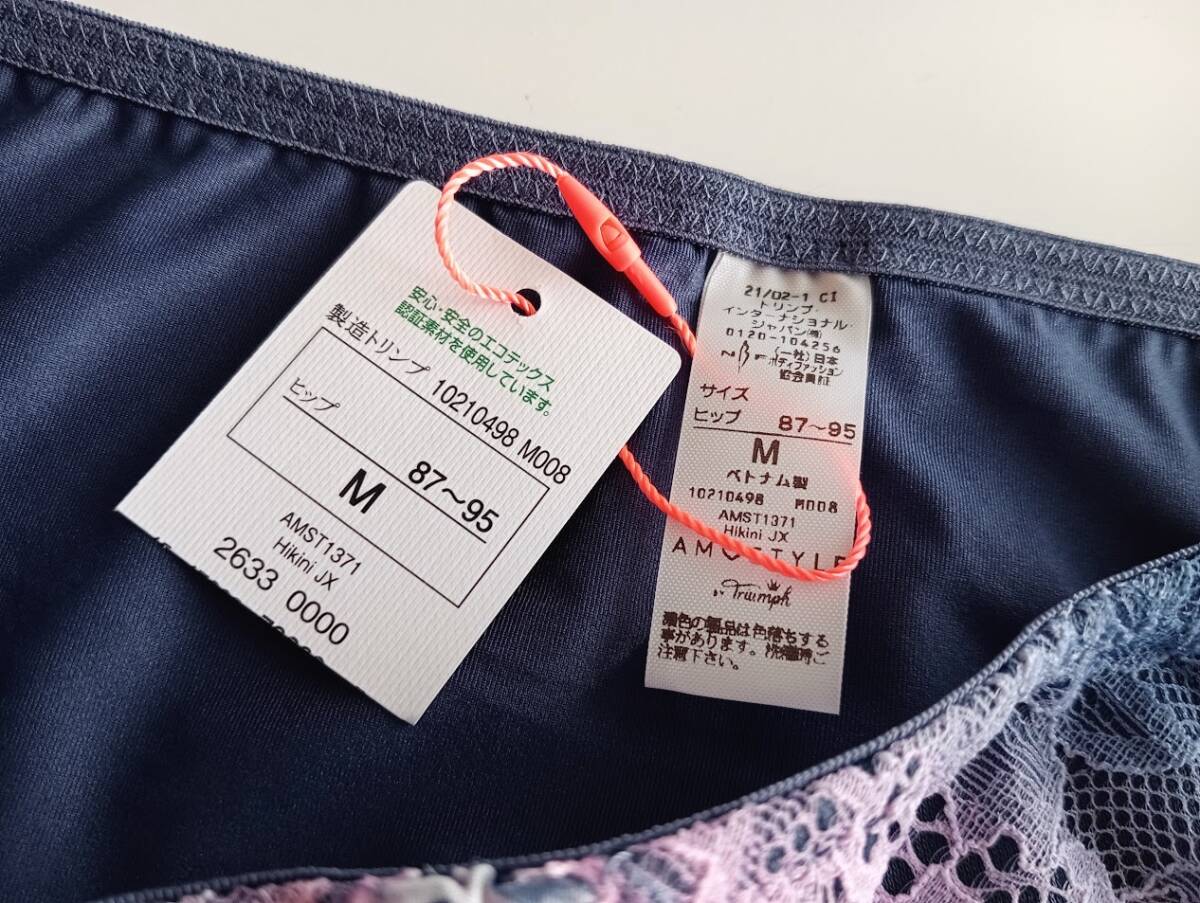 安心・安全のエコテックス
認証素材を使用しています。
製造トリンプ 10210498 M008
ヒップ
87～95
M
AMST1371
Hikini JX
2633 0000
21/02-1 CI
トリンプ・
インターナショナル・
ジャパン㈱
0120-104256
(一社)日本
ボディファッション
協会員証
サイズ
ヒップ 87～95
M
ベトナム製
10210498 M008
AMST1371
Hikini JX
AMOSTYLE
BY Triumph
濃色の製品は色落ちする
事があります。洗濯時ご
注意下さい。